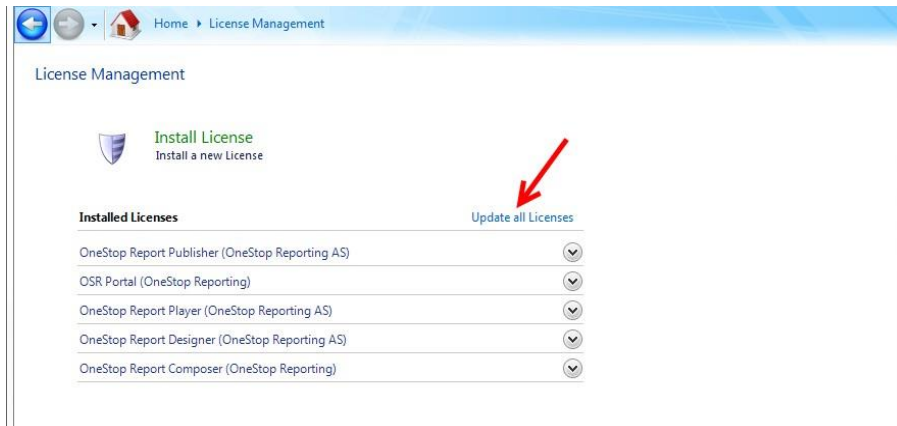 Home ▸ License Management
License Management
Install License
Install a new License
Installed Licenses Update all Licenses
OneStop Report Publisher (OneStop Reporting AS)
OSR Portal (OneStop Reporting)
OneStop Report Player (OneStop Reporting AS)
OneStop Report Designer (OneStop Reporting AS)
OneStop Report Composer (OneStop Reporting)